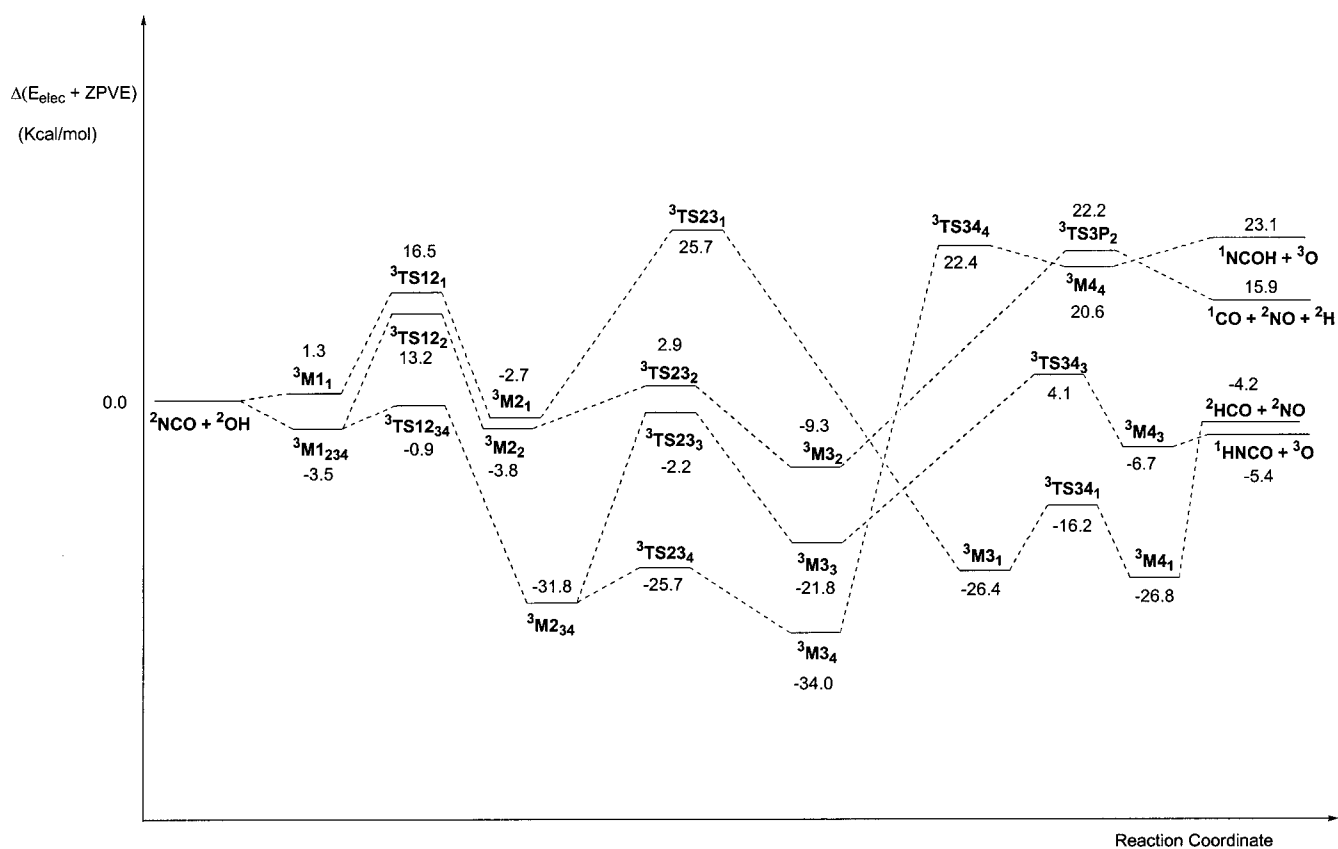 Δ(E_elec + ZPVE)
(Kcal/mol)
0.0
²NCO + ²OH
1.3
³M1₁
³M1₂₃₄
-3.5
16.5
³TS12₁
³TS12₂
13.2
³TS12₃₄
-0.9
-2.7
³M2₁
³M2₂
-3.8
-31.8
³M2₃₄
³TS23₁
25.7
2.9
³TS23₂
³TS23₃
-2.2
³TS23₄
-25.7
-9.3
³M3₂
³M3₃
-21.8
³M3₄
-34.0
³TS34₄
22.4
³M3₁
-26.4
22.2
³TS3P₂
³M4₄
20.6
³TS34₃
4.1
³TS34₁
-16.2
³M4₃
-6.7
³M4₁
-26.8
23.1
¹NCOH + ³O
15.9
¹CO + ²NO + ²H
-4.2
²HCO + ²NO
¹HNCO + ³O
-5.4
Reaction Coordinate